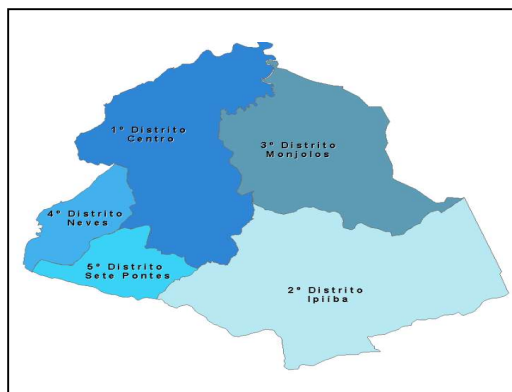 1º Distrito
Centro
3º Distrito
Monjolos
4º Distrito
Neves
5º Distrito
Sete Pontes
2º Distrito
Ipiíba